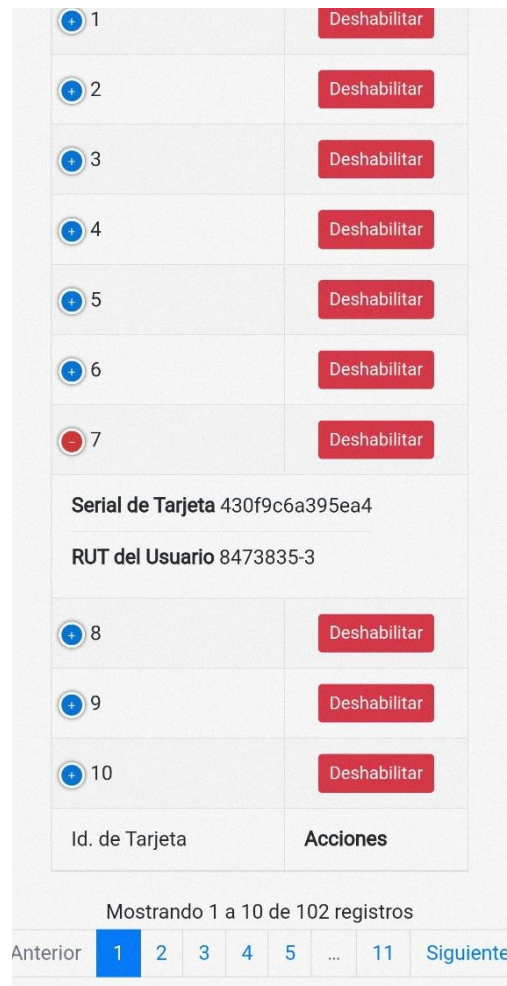 1 Deshabilitar
2 Deshabilitar
3 Deshabilitar
4 Deshabilitar
5 Deshabilitar
6 Deshabilitar
7 Deshabilitar
Serial de Tarjeta 430f9c6a395ea4
RUT del Usuario 8473835-3
8 Deshabilitar
9 Deshabilitar
10 Deshabilitar
Id. de Tarjeta Acciones
Mostrando 1 a 10 de 102 registros
Anterior 1 2 3 4 5 ... 11 Siguiente